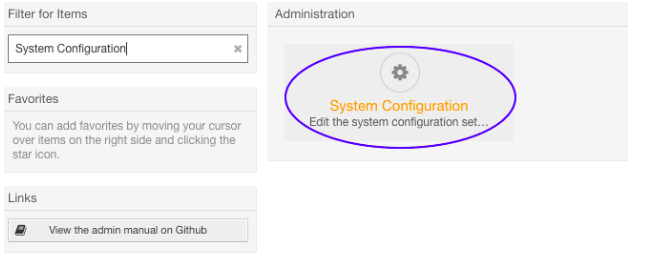 Filter for Items
System Configuration
Favorites
You can add favorites by moving your cursor
over items on the right side and clicking the
star icon.
Links
View the admin manual on Github
Administration
System Configuration
Edit the system configuration set...